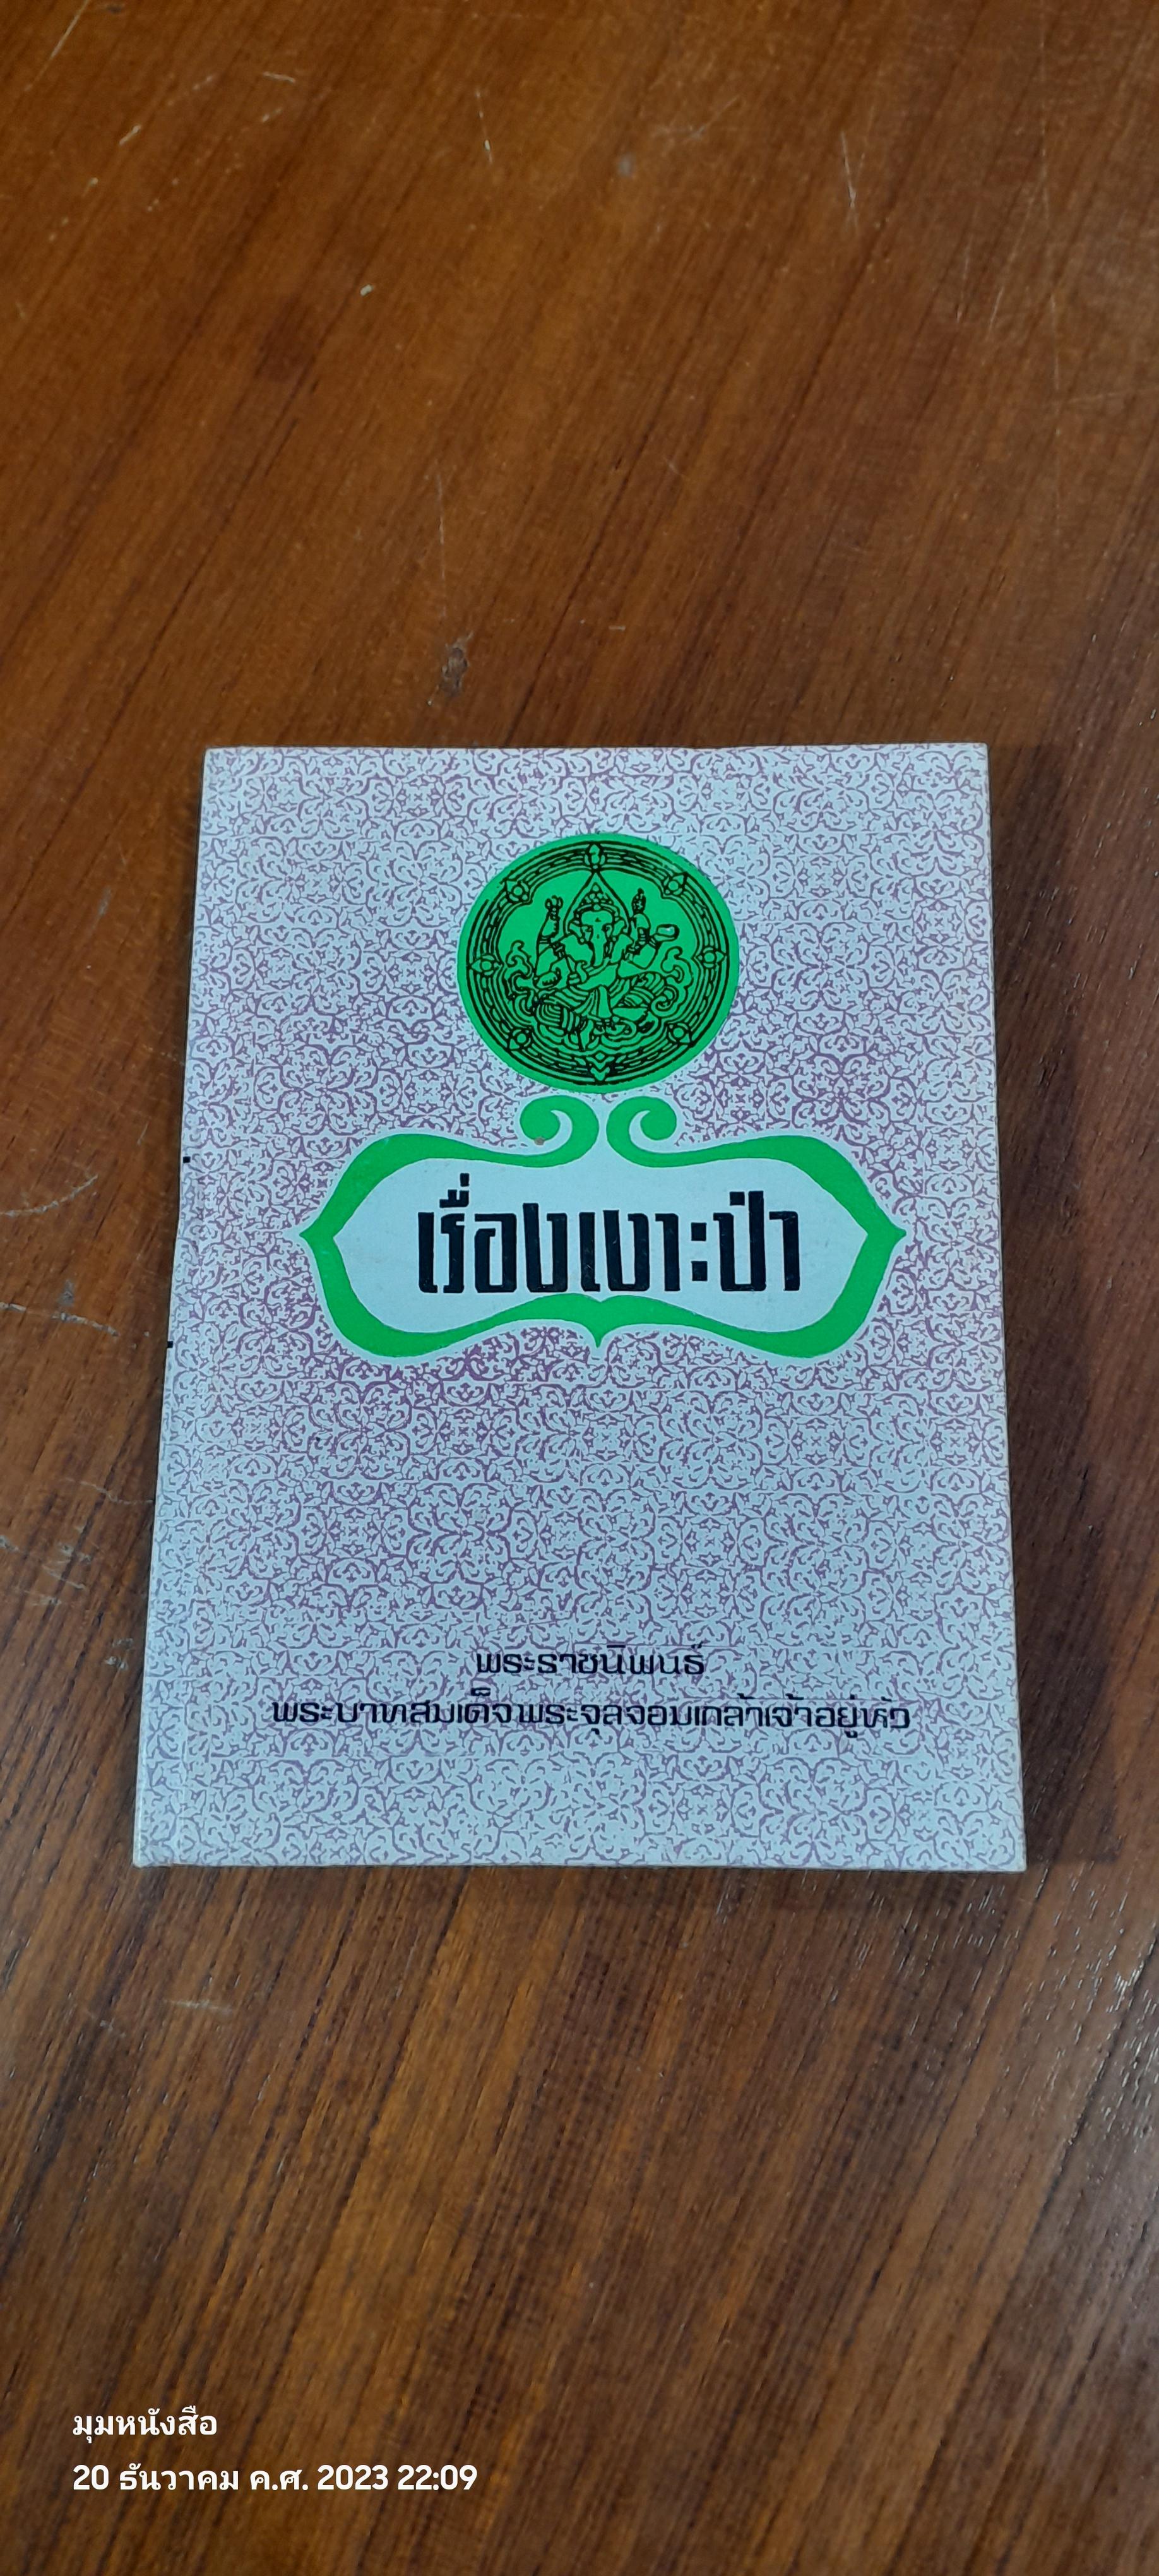 เรื่องเงาะป่า
พระราชนิพนธ์
พระบาทสมเด็จพระจุลจอมเกล้าเจ้าอยู่หัว
มุมหนังสือ
20 ธันวาคม ค.ศ. 2023 22:09